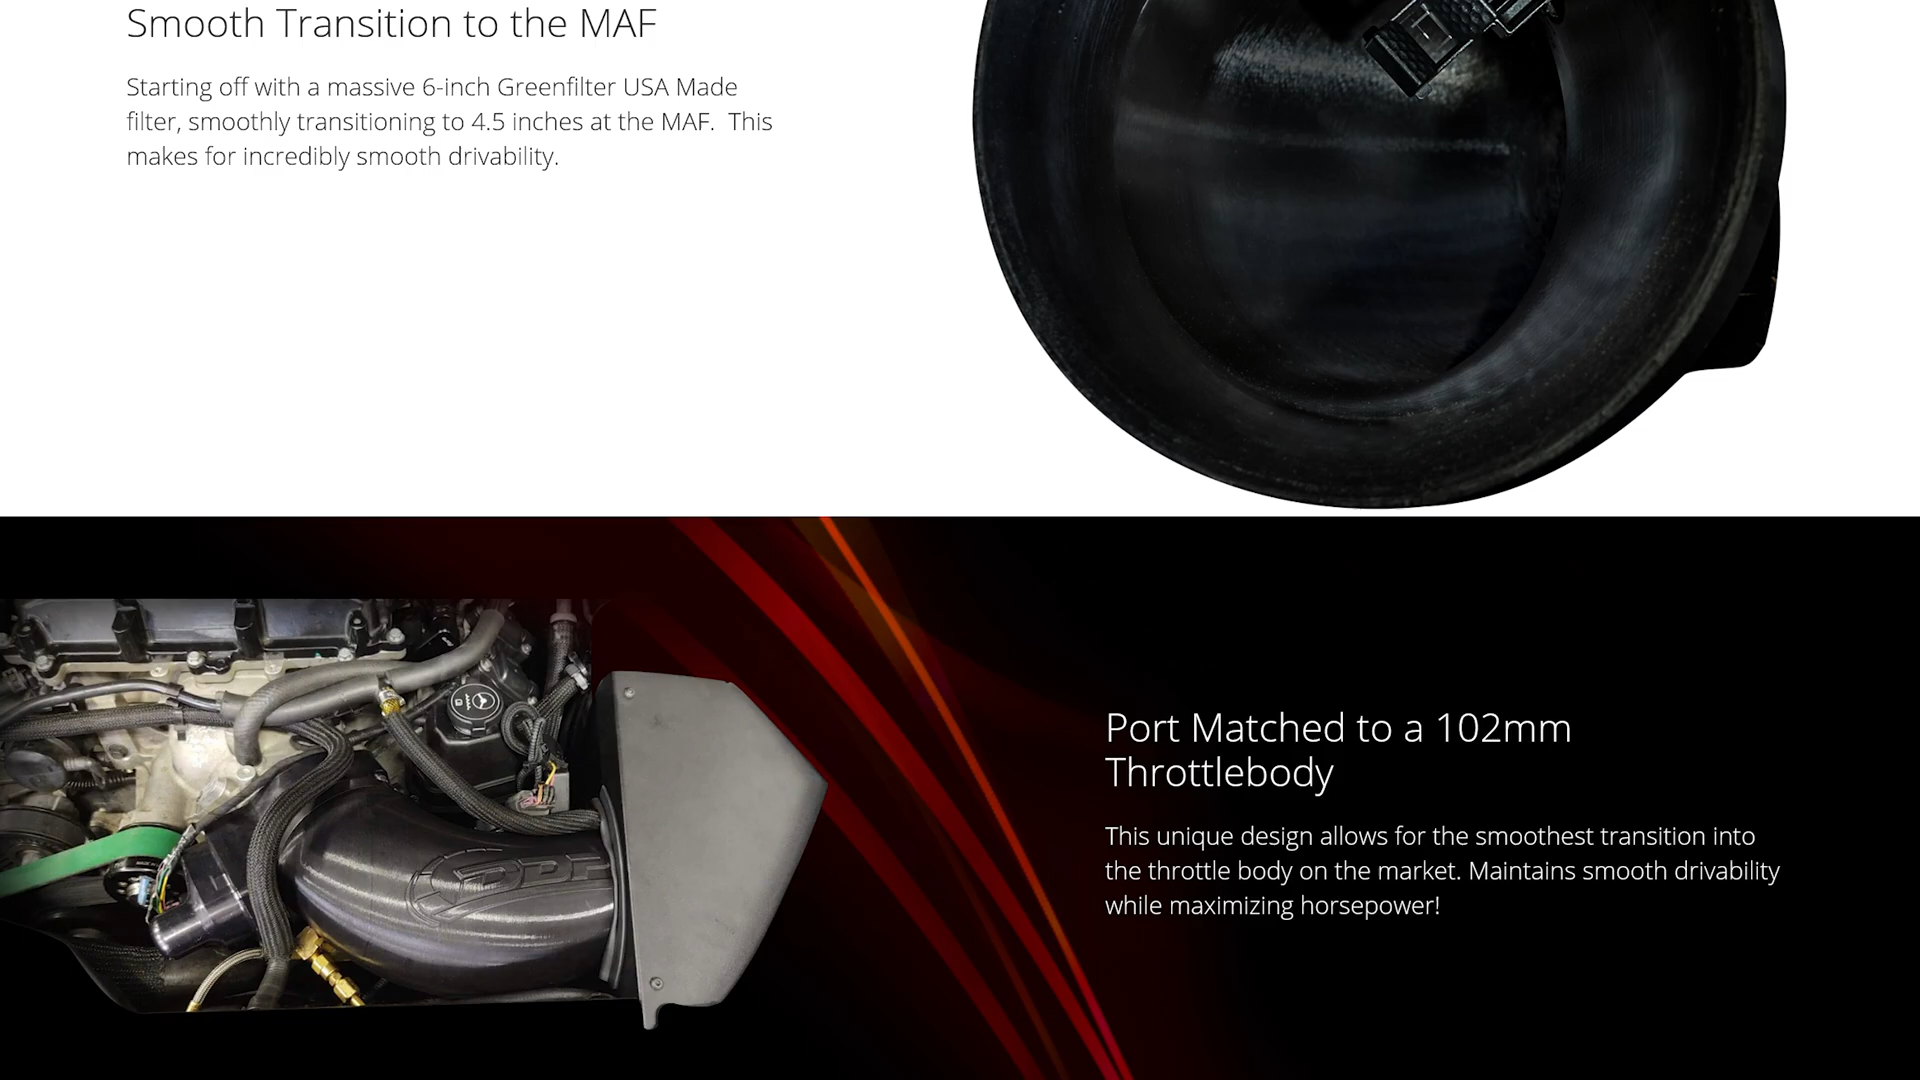 Smooth Transition to the MAF
Starting off with a massive 6-inch Greenfilter USA Made
filter, smoothly transitioning to 4.5 inches at the MAF.  This
makes for incredibly smooth drivability.
Port Matched to a 102mm
Throttlebody
This unique design allows for the smoothest transition into
the throttle body on the market. Maintains smooth drivability
while maximizing horsepower!